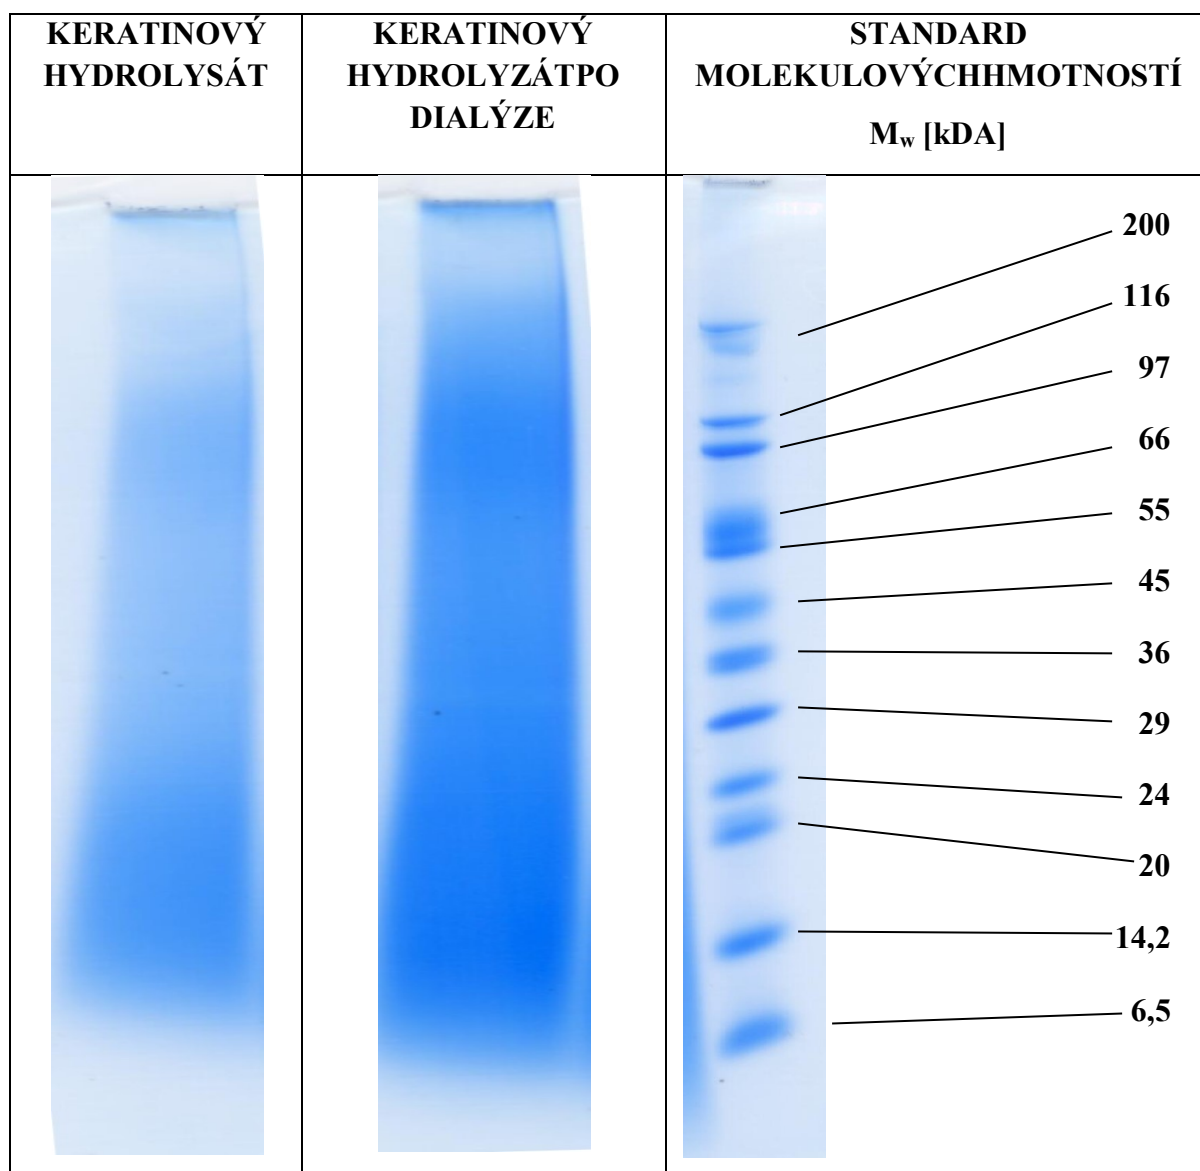 KERATINOVÝ
HYDROLYSÁT
KERATINOVÝ
HYDROLYZÁTPO
DIALÝZE
STANDARD
MOLEKULOVÝCHHMOTNOSTÍ
Mw [kDA]
200
116
97
66
55
45
36
29
24
20
14,2
6,5